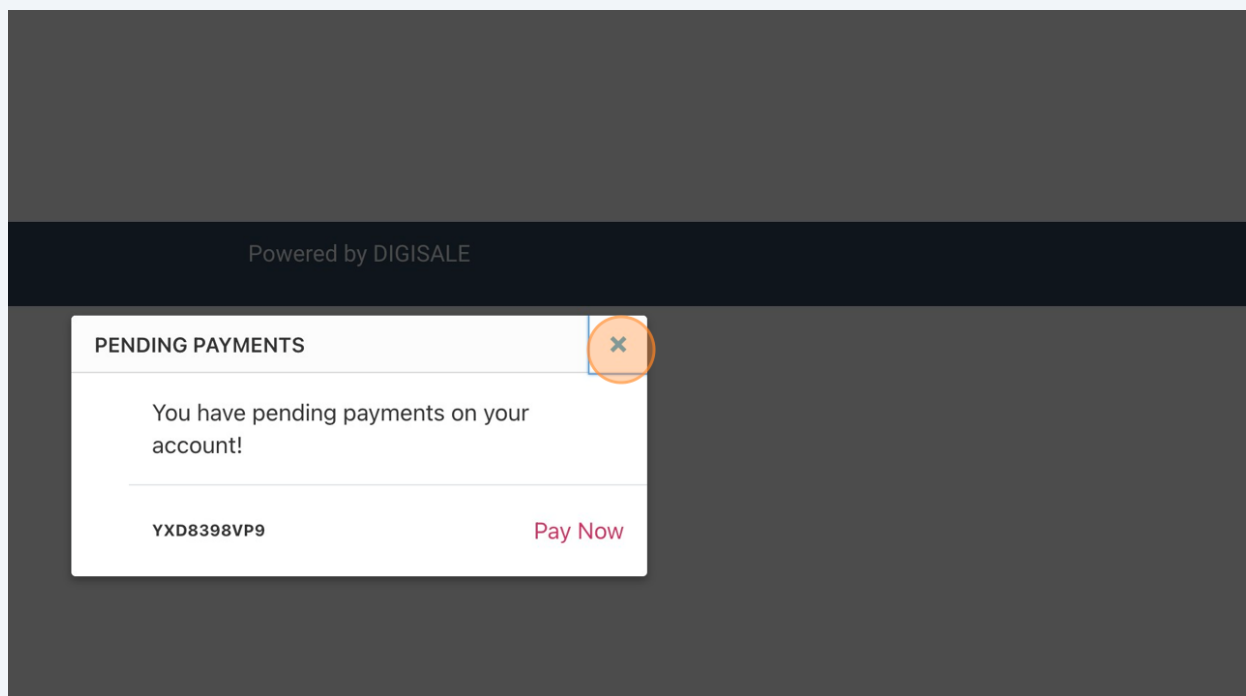 Powered by DIGISALE
PENDING PAYMENTS
You have pending payments on your
account!
YXD8398VP9
Pay Now